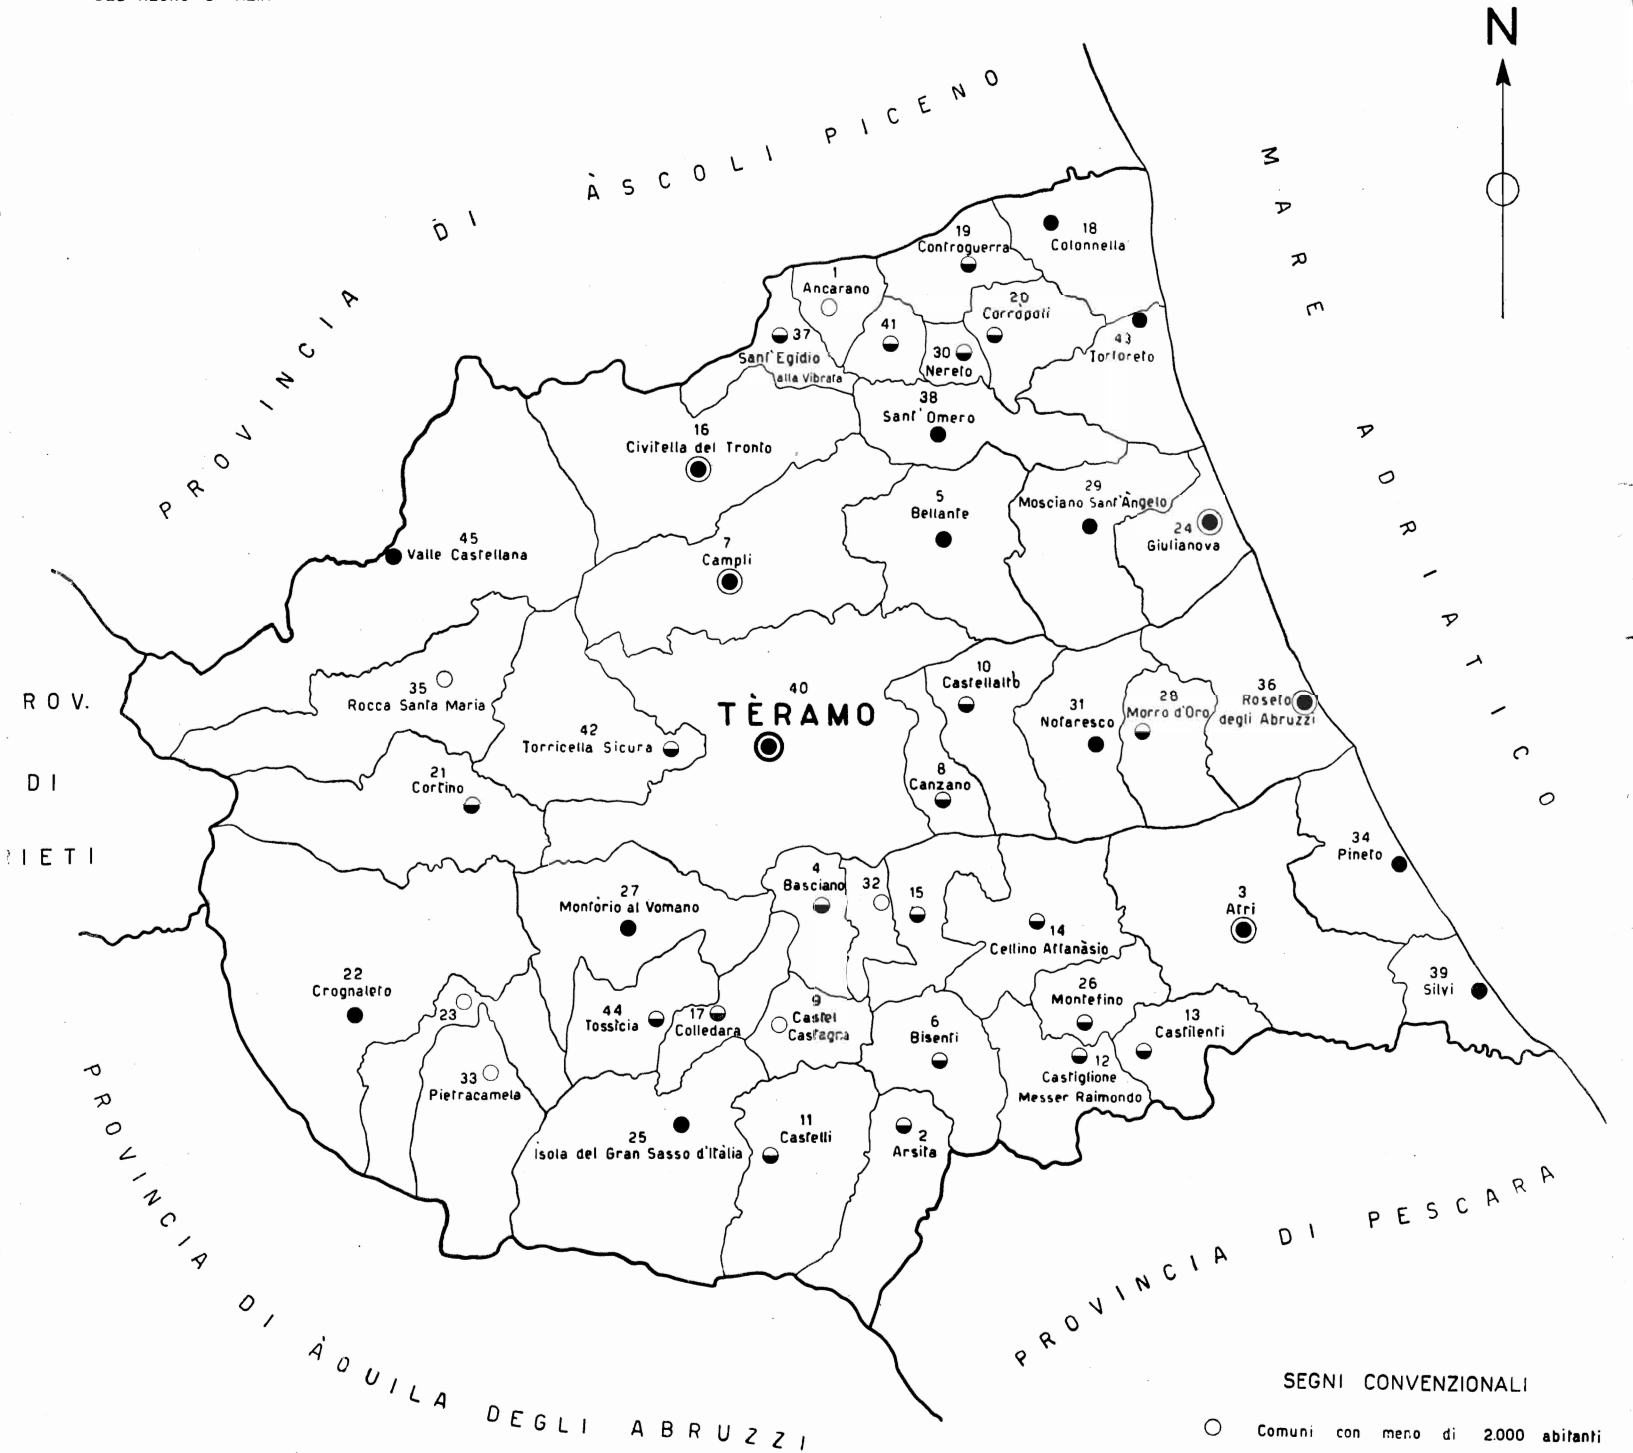 N
PROVINCIA DI ÀSCOLI PICENO
MARE ADRIATICO
19
Controguerra
18
Colonnella
1
Ancarano
20
Corròpoli
41
37
Sant'Egidio
alla Vibrata
30
Nereto
43
Tortoreto
38
Sant'Omero
16
Civitella del Tronto
5
Bellante
29
Mosciano Sant'Àngelo
24
Giulianova
45
Valle Castellana
7
Campli
35
Rocca Santa Maria
42
Torricella Sicura
40
TÈRAMO
10
Castellalto
31
Notaresco
28
Morro d'Oro
36
Roseto
degli Abruzzi
ROV.
DI
RIETI
21
Cortino
8
Canzano
34
Pineto
4
Basciano
32
15
27
Montòrio al Vomano
3
Atri
14
Cellino Attanàsio
22
Crognaleto
23
39
Silvi
26
Montefino
44
Tossicia
17
Colledara
9
Castel
Castagna
6
Bisenti
13
Castilenti
12
Castiglione
Messer Raimondo
33
Pietracamela
25
Isola del Gran Sasso d'Itàlia
11
Castelli
2
Arsita
PROVINCIA DI ÀQUILA DEGLI ABRUZZI
PROVINCIA DI PESCARA
SEGNI CONVENZIONALI
Comuni con meno di 2.000 abitanti